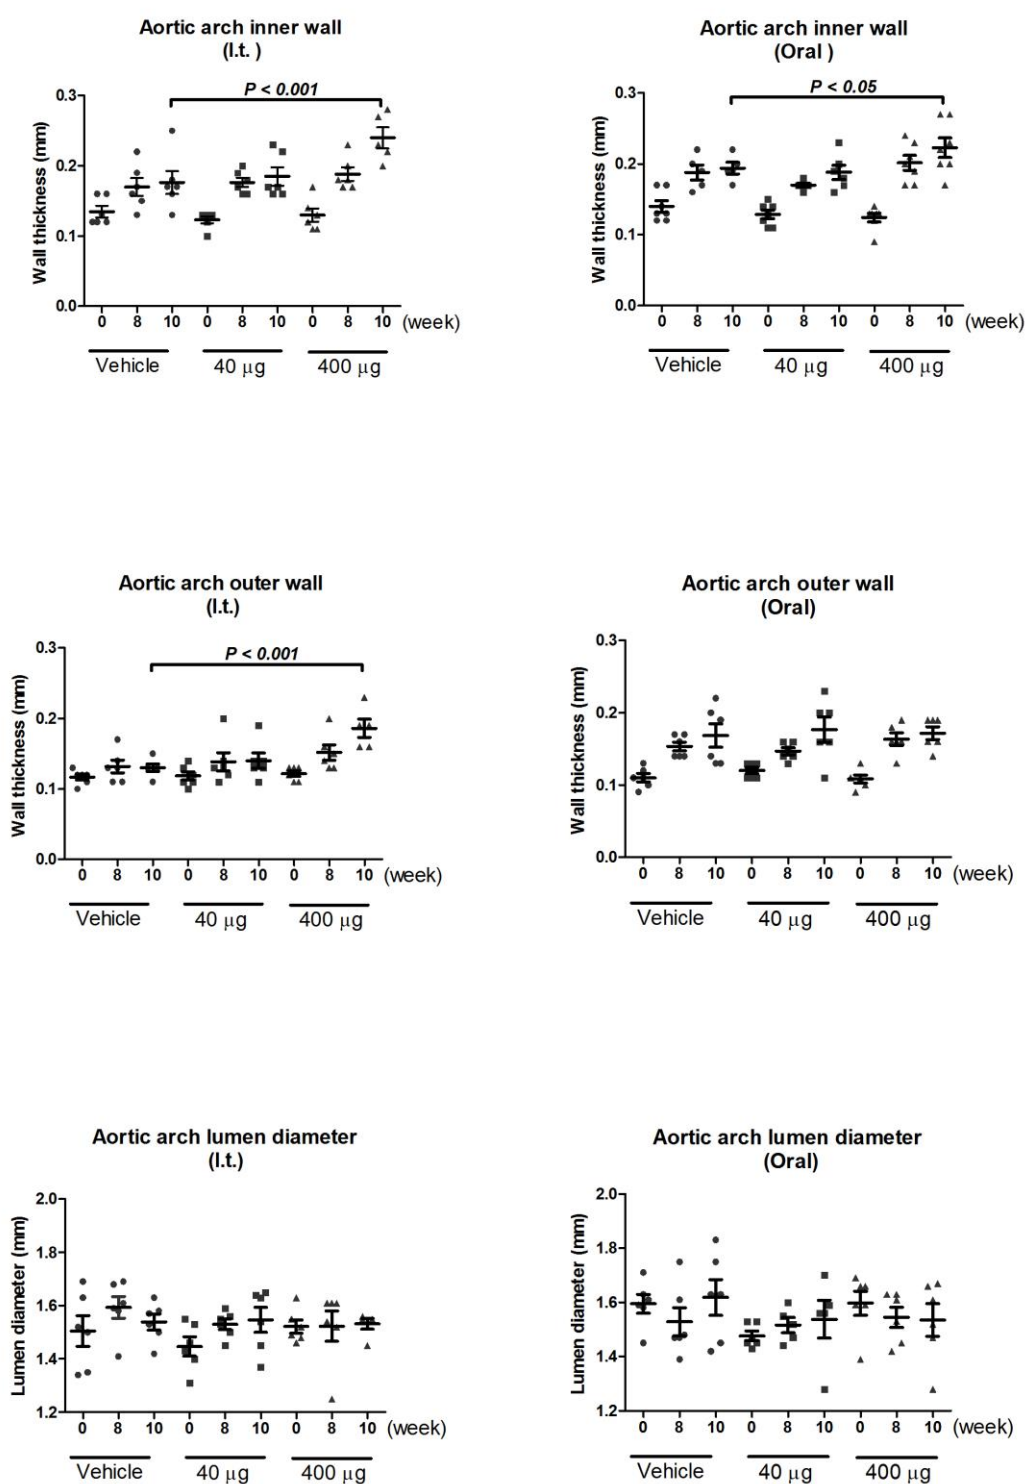 Aortic arch inner wall
(I.t. )
P < 0.001
Wall thickness (mm)
0.3
0.2
0.1
0.0
0 8 10 0 8 10 0 8 10 (week)
Vehicle 40 μg 400 μg
Aortic arch inner wall
(Oral )
P < 0.05
Wall thickness (mm)
0.3
0.2
0.1
0.0
0 8 10 0 8 10 0 8 10 (week)
Vehicle 40 μg 400 μg
Aortic arch outer wall
(I.t.)
P < 0.001
Wall thickness (mm)
0.3
0.2
0.1
0.0
0 8 10 0 8 10 0 8 10 (week)
Vehicle 40 μg 400 μg
Aortic arch outer wall
(Oral)
Wall thickness (mm)
0.3
0.2
0.1
0.0
0 8 10 0 8 10 0 8 10 (week)
Vehicle 40 μg 400 μg
Aortic arch lumen diameter
(I.t.)
Lumen diameter (mm)
2.0
1.8
1.6
1.4
1.2
0 8 10 0 8 10 0 8 10 (week)
Vehicle 40 μg 400 μg
Aortic arch lumen diameter
(Oral)
Lumen diameter (mm)
2.0
1.8
1.6
1.4
1.2
0 8 10 0 8 10 0 8 10 (week)
Vehicle 40 μg 400 μg